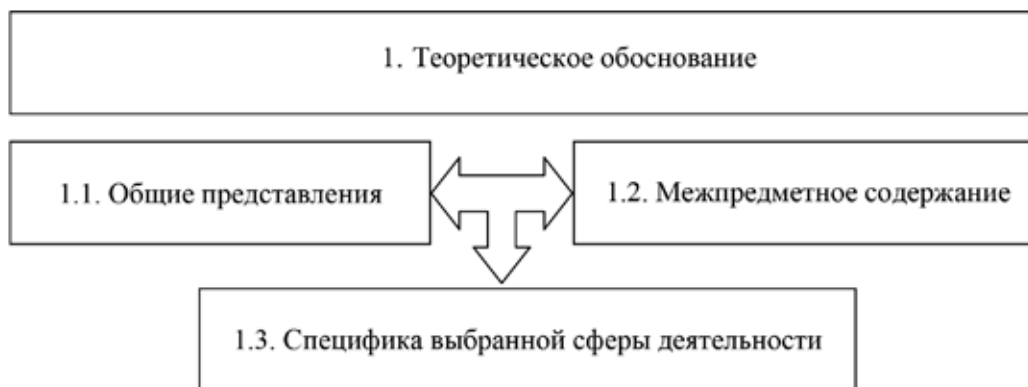 1. Теоретическое обоснование
1.1. Общие представления
1.2. Межпредметное содержание
1.3. Специфика выбранной сферы деятельности